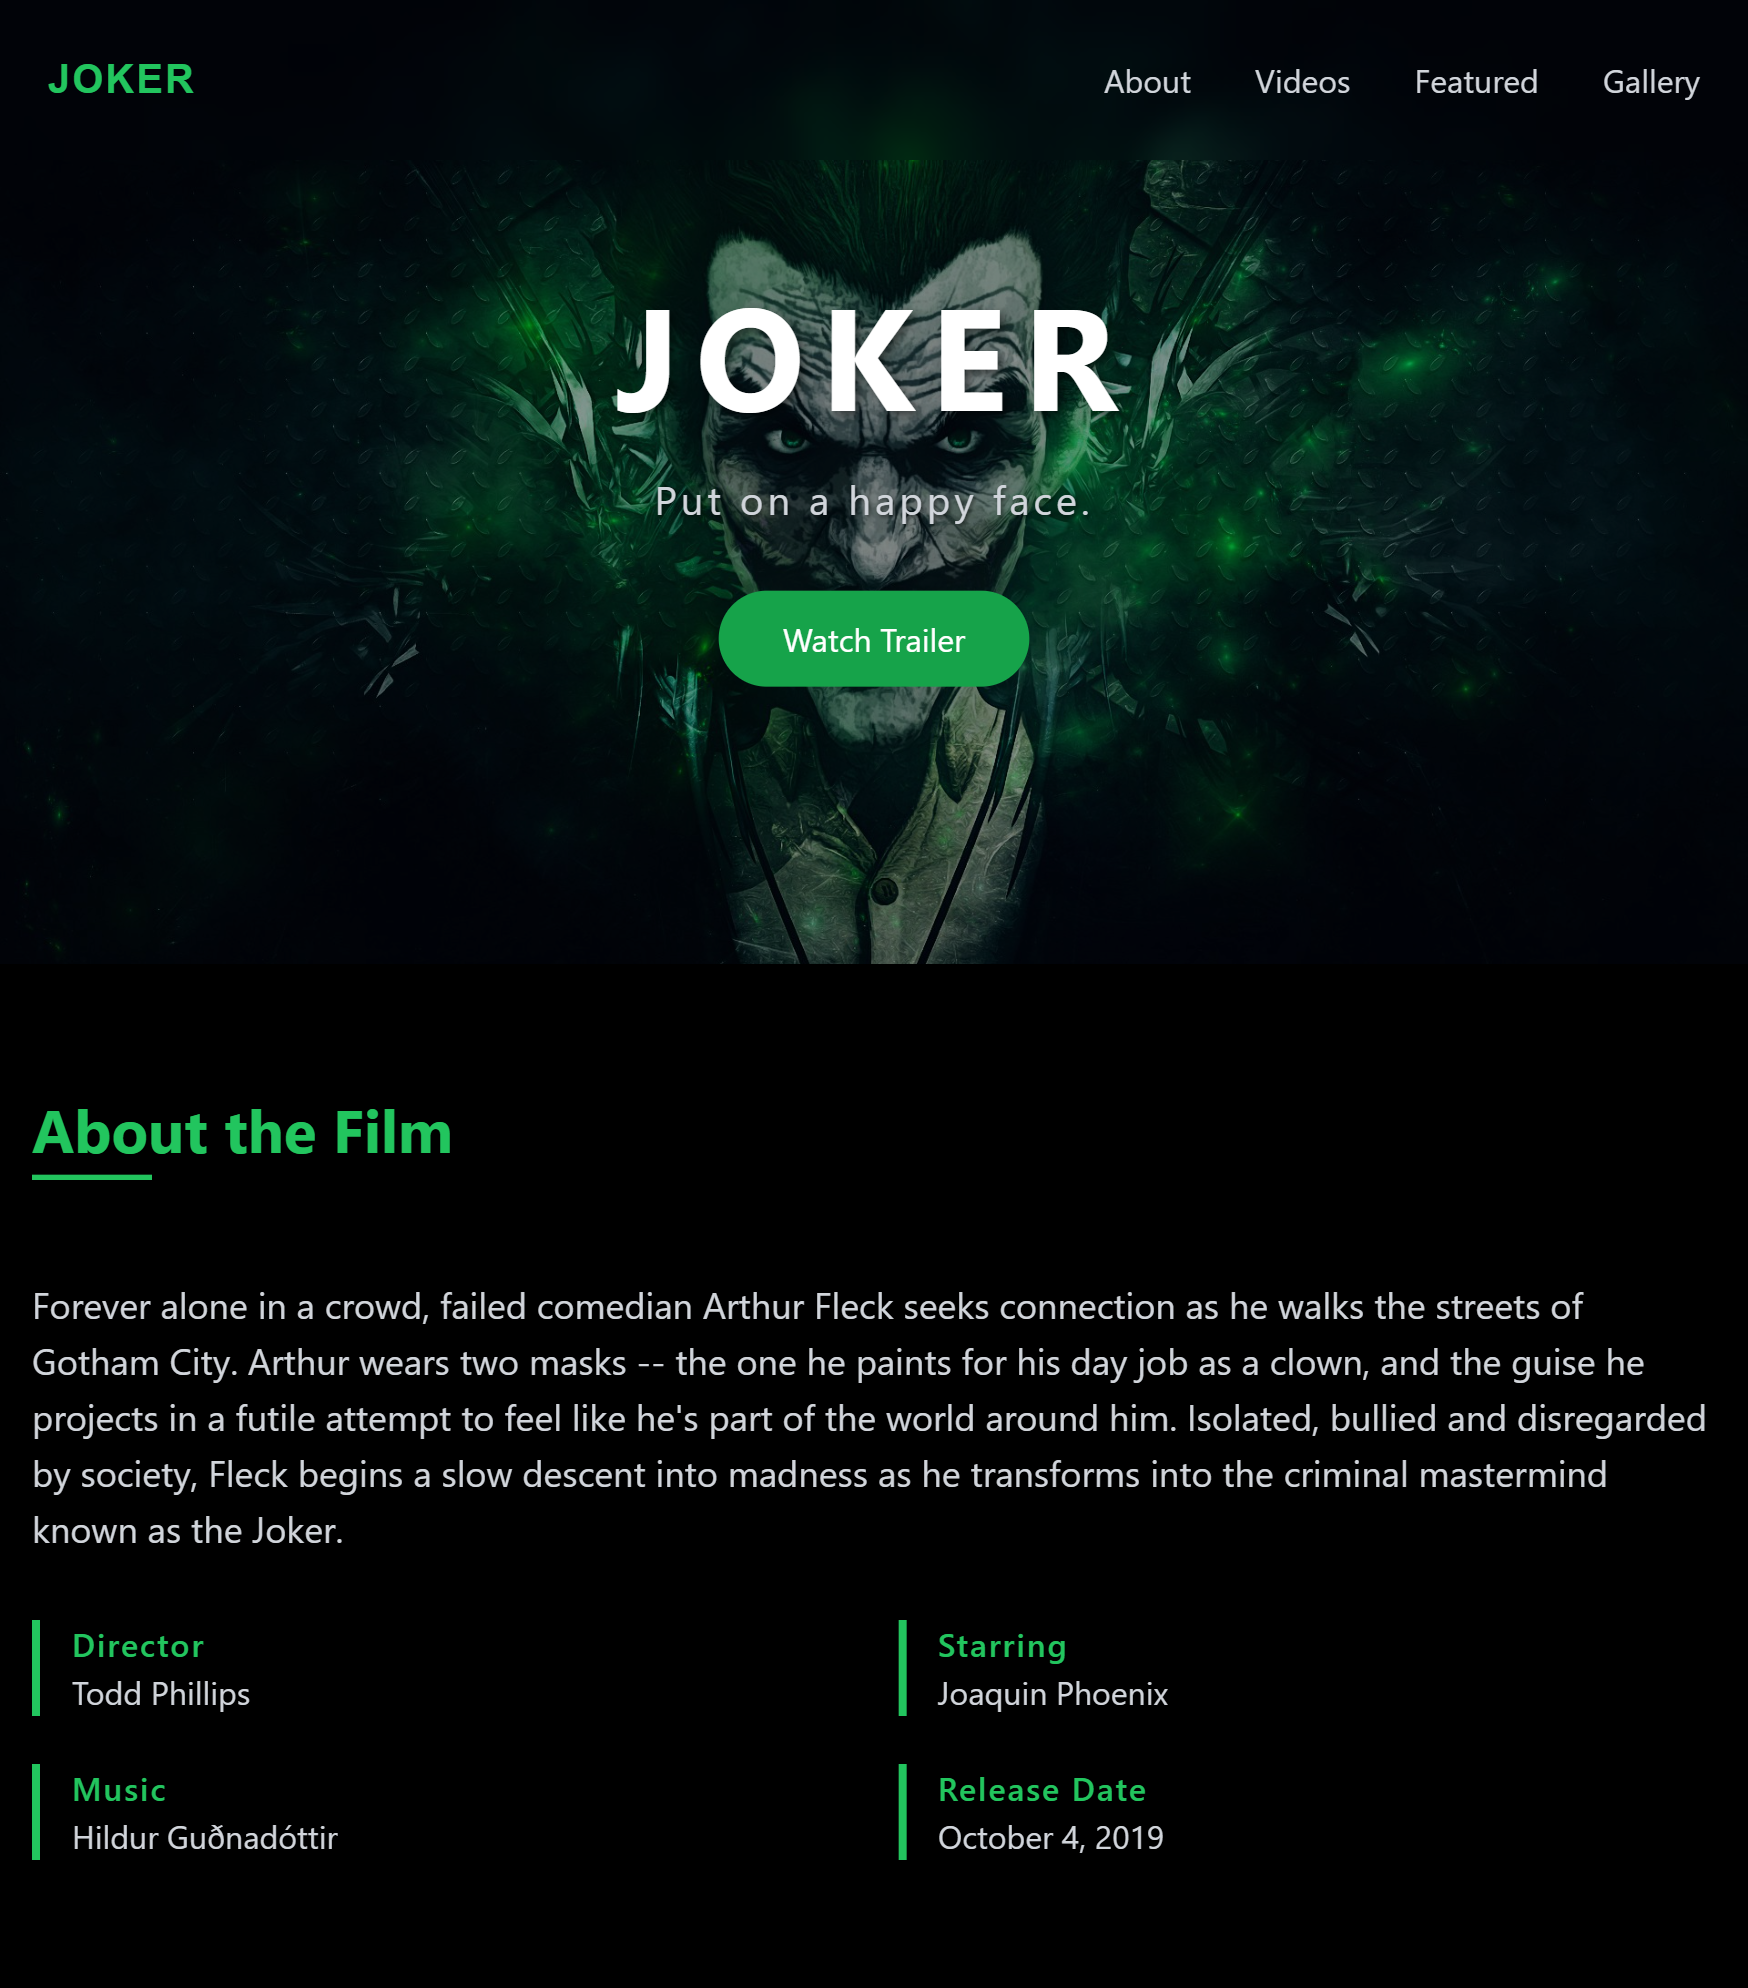 JOKER
About
Videos
Featured
Gallery
JOKER
Put on a happy face.
Watch Trailer
About the Film
Forever alone in a crowd, failed comedian Arthur Fleck seeks connection as he walks the streets of
Gotham City. Arthur wears two masks -- the one he paints for his day job as a clown, and the guise he
projects in a futile attempt to feel like he's part of the world around him. Isolated, bullied and disregarded
by society, Fleck begins a slow descent into madness as he transforms into the criminal mastermind
known as the Joker.
Director
Todd Phillips
Starring
Joaquin Phoenix
Music
Hildur Guðnadóttir
Release Date
October 4, 2019